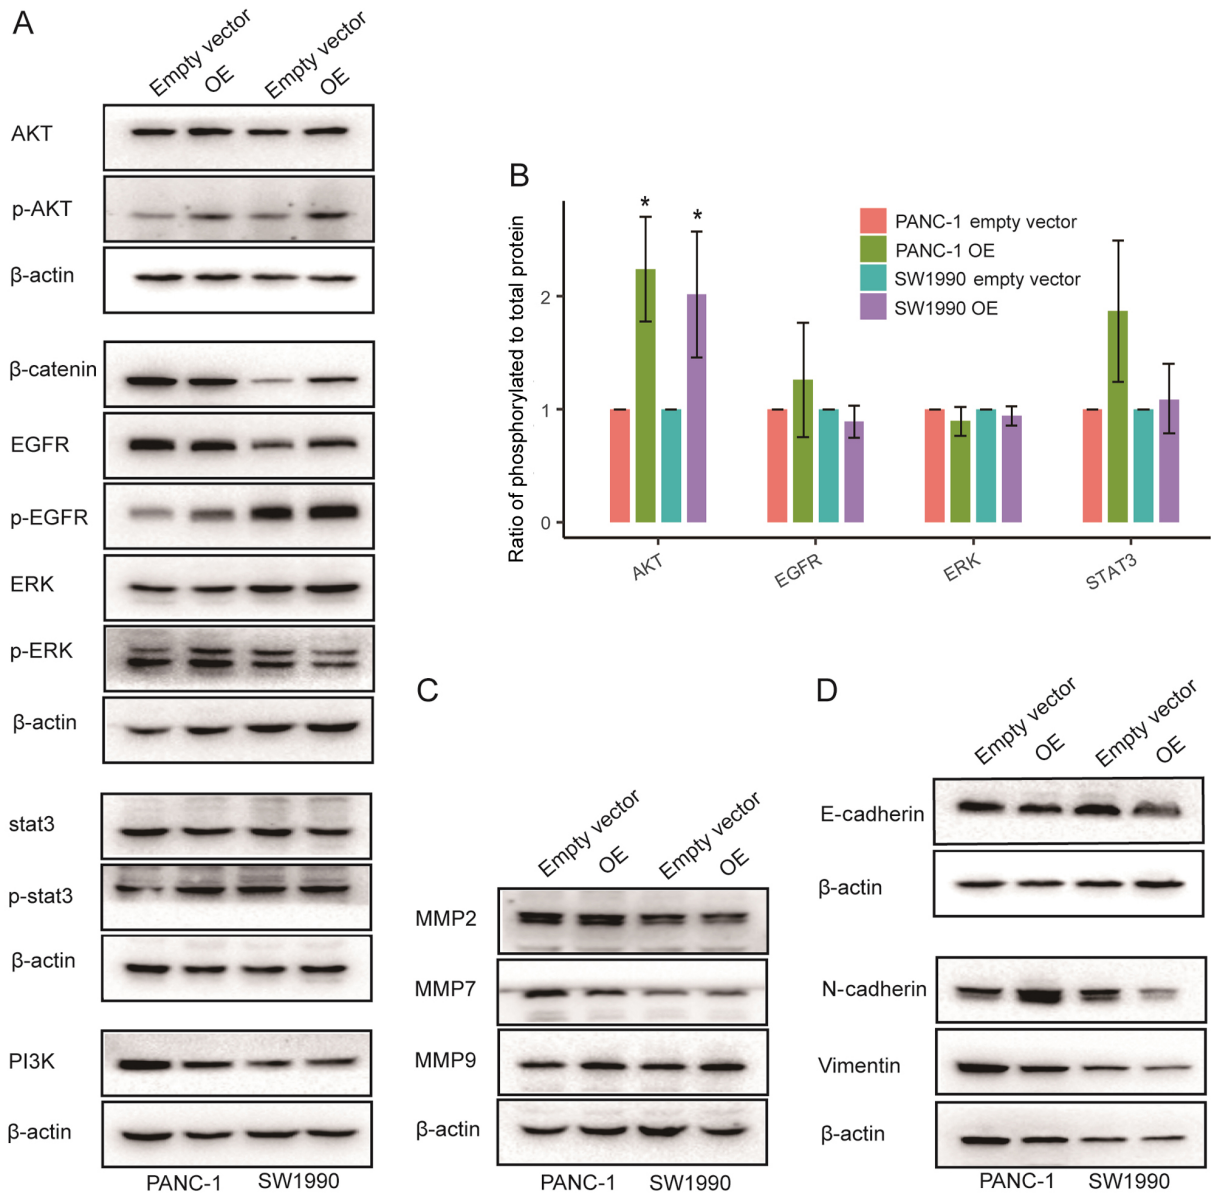 A
Empty vector
OE
Empty vector
OE
AKT
p-AKT
β-actin
β-catenin
EGFR
p-EGFR
ERK
p-ERK
β-actin
stat3
p-stat3
β-actin
PI3K
β-actin
PANC-1 SW1990
B
Ratio of phosphorylated to total protein
2
1
0
* *
PANC-1 empty vector
PANC-1 OE
SW1990 empty vector
SW1990 OE
AKT EGFR ERK STAT3
C
Empty vector
OE
Empty vector
OE
MMP2
MMP7
MMP9
β-actin
PANC-1 SW1990
D
Empty vector
OE
Empty vector
OE
E-cadherin
β-actin
N-cadherin
Vimentin
β-actin
PANC-1 SW1990